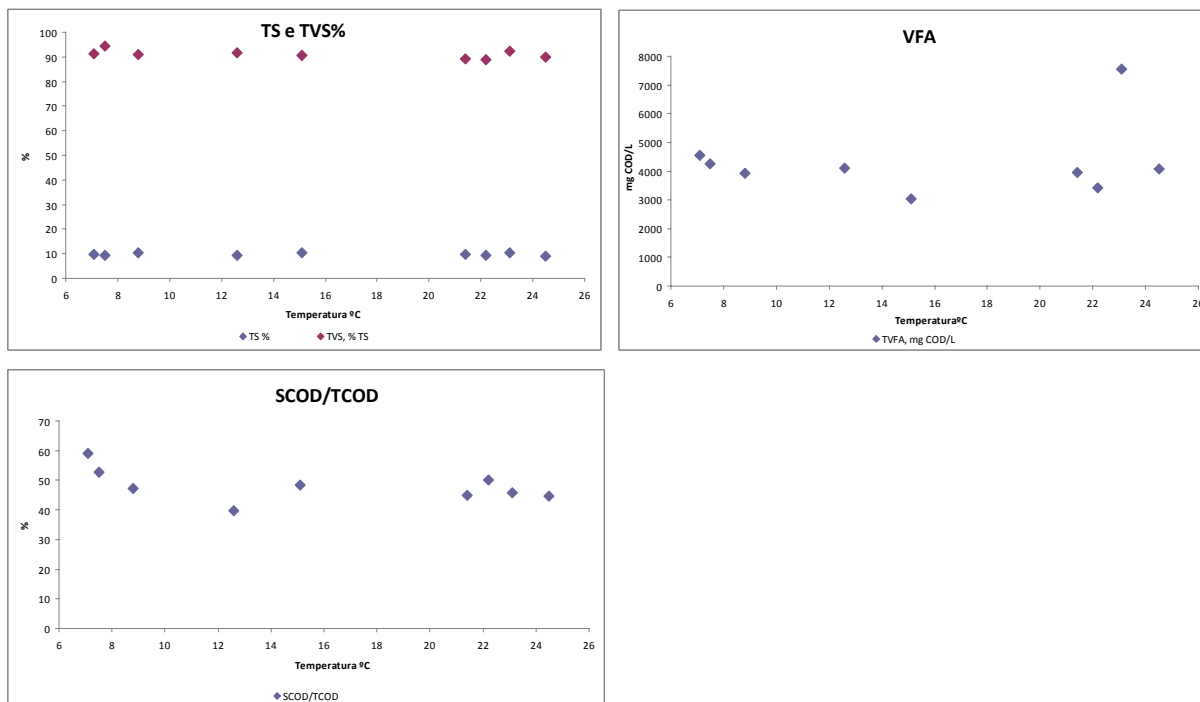 TS e TVS%
100
90
80
70
60
50
40
30
20
10
0
%
6 8 10 12 14 16 18 20 22 24 26
Temperatura ºC
TS % TVS, % TS
VFA
8000
7000
6000
5000
4000
3000
2000
1000
0
mg COD/L
6 8 10 12 14 16 18 20 22 24 26
TemperaturaºC
TVFA, mg COD/L
SCOD/TCOD
70
60
50
40
30
20
10
0
%
6 8 10 12 14 16 18 20 22 24 26
Temperatura ºC
SCOD/TCOD